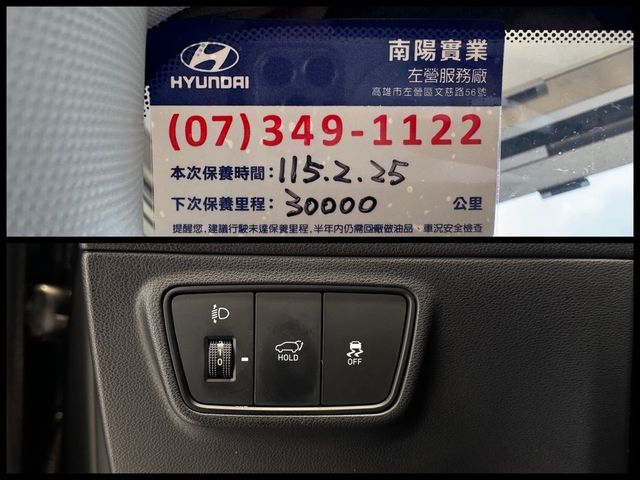 HYUNDAI
南陽實業
左營服務廠
高雄市左營區文慈路56號
(07)349-1122
本次保養時間：115.2.25
下次保養里程：30000 公里
提醒您,建議行駛未達保養里程,半年內仍需回廠做油品、車況安全檢查
1
0
HOLD
OFF